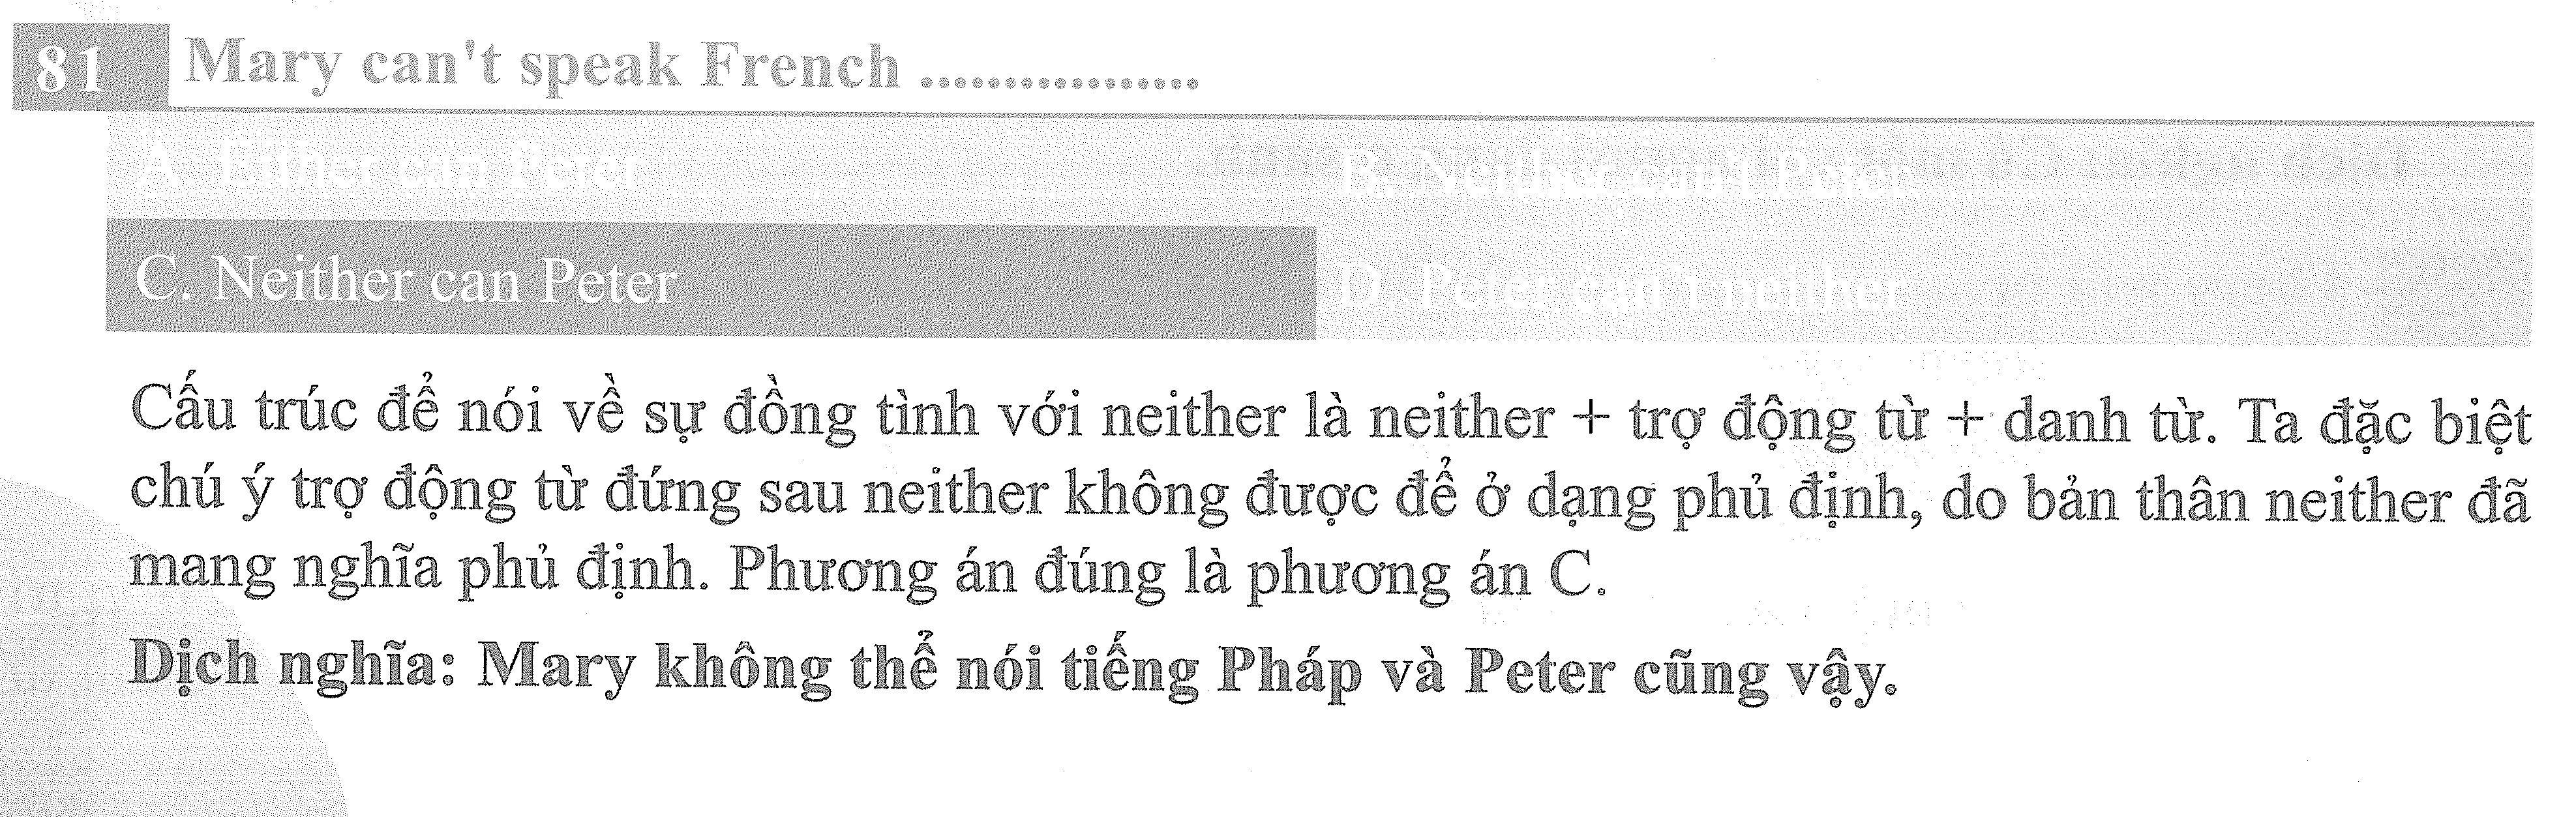 81 Mary can't speak French ................
A. Either can Peter
B. Neither can't Peter
C. Neither can Peter
D. Peter can't neither
Cấu trúc để nói về sự đồng tình với neither là neither + trợ động từ + danh từ. Ta đặc biệt
chú ý trợ động từ đứng sau neither không được để ở dạng phủ định, do bản thân neither đã
mang nghĩa phủ định. Phương án đúng là phương án C.
Dịch nghĩa: Mary không thể nói tiếng Pháp và Peter cũng vậy.